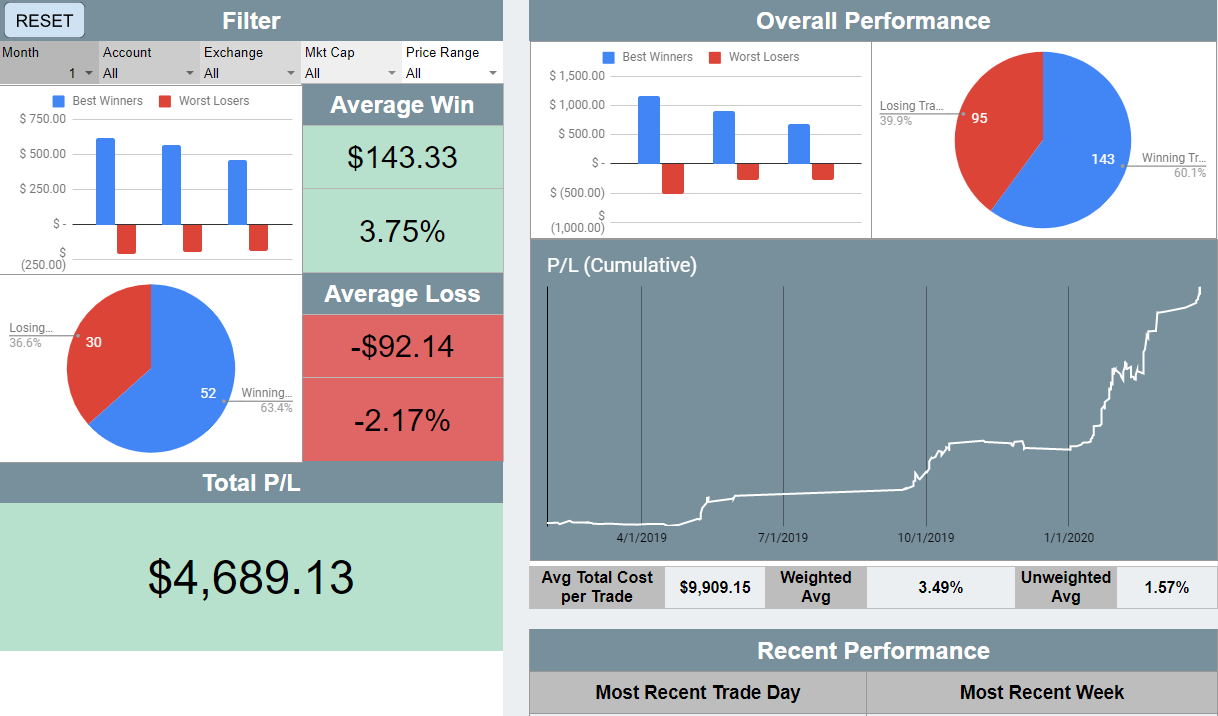 RESET
Filter
Month
1
Account
All
Exchange
All
Mkt Cap
All
Price Range
All
Best Winners
Worst Losers
$ 750.00
$ 500.00
$ 250.00
$ -
$
(250.00)
Average Win
$143.33
3.75%
Losing...
36.6%
30
52
Winning...
63.4%
Average Loss
-$92.14
-2.17%
Total P/L
$4,689.13
Overall Performance
Best Winners
Worst Losers
$ 1,500.00
$ 1,000.00
$ 500.00
$ -
$ (500.00)
$
(1,000.00)
Losing Tra...
39.9%
95
143
Winning Tr...
60.1%
P/L (Cumulative)
4/1/2019
7/1/2019
10/1/2019
1/1/2020
Avg Total Cost
per Trade
$9,909.15
Weighted
Avg
3.49%
Unweighted
Avg
1.57%
Recent Performance
Most Recent Trade Day
Most Recent Week